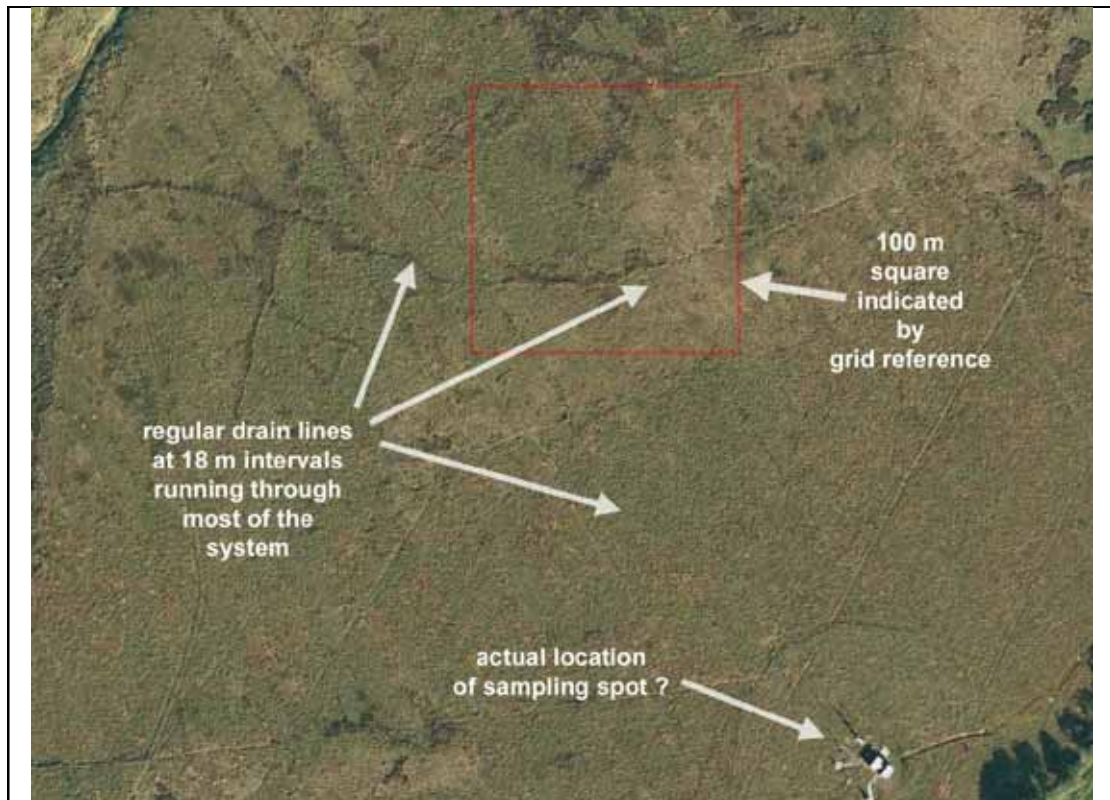 100 m
square
indicated
by
grid reference
regular drain lines
at 18 m intervals
running through
most of the
system
actual location
of sampling spot ?